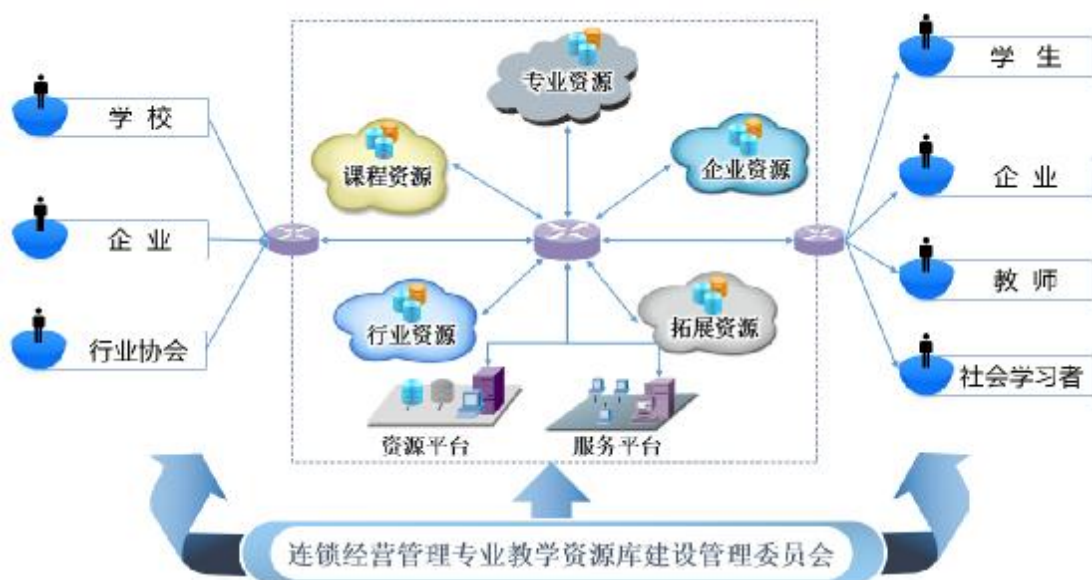 学 校
企 业
行业协会
专业资源
课程资源
企业资源
行业资源
拓展资源
资源平台
服务平台
学 生
企 业
教 师
社会学习者
连锁经营管理专业教学资源库建设管理委员会